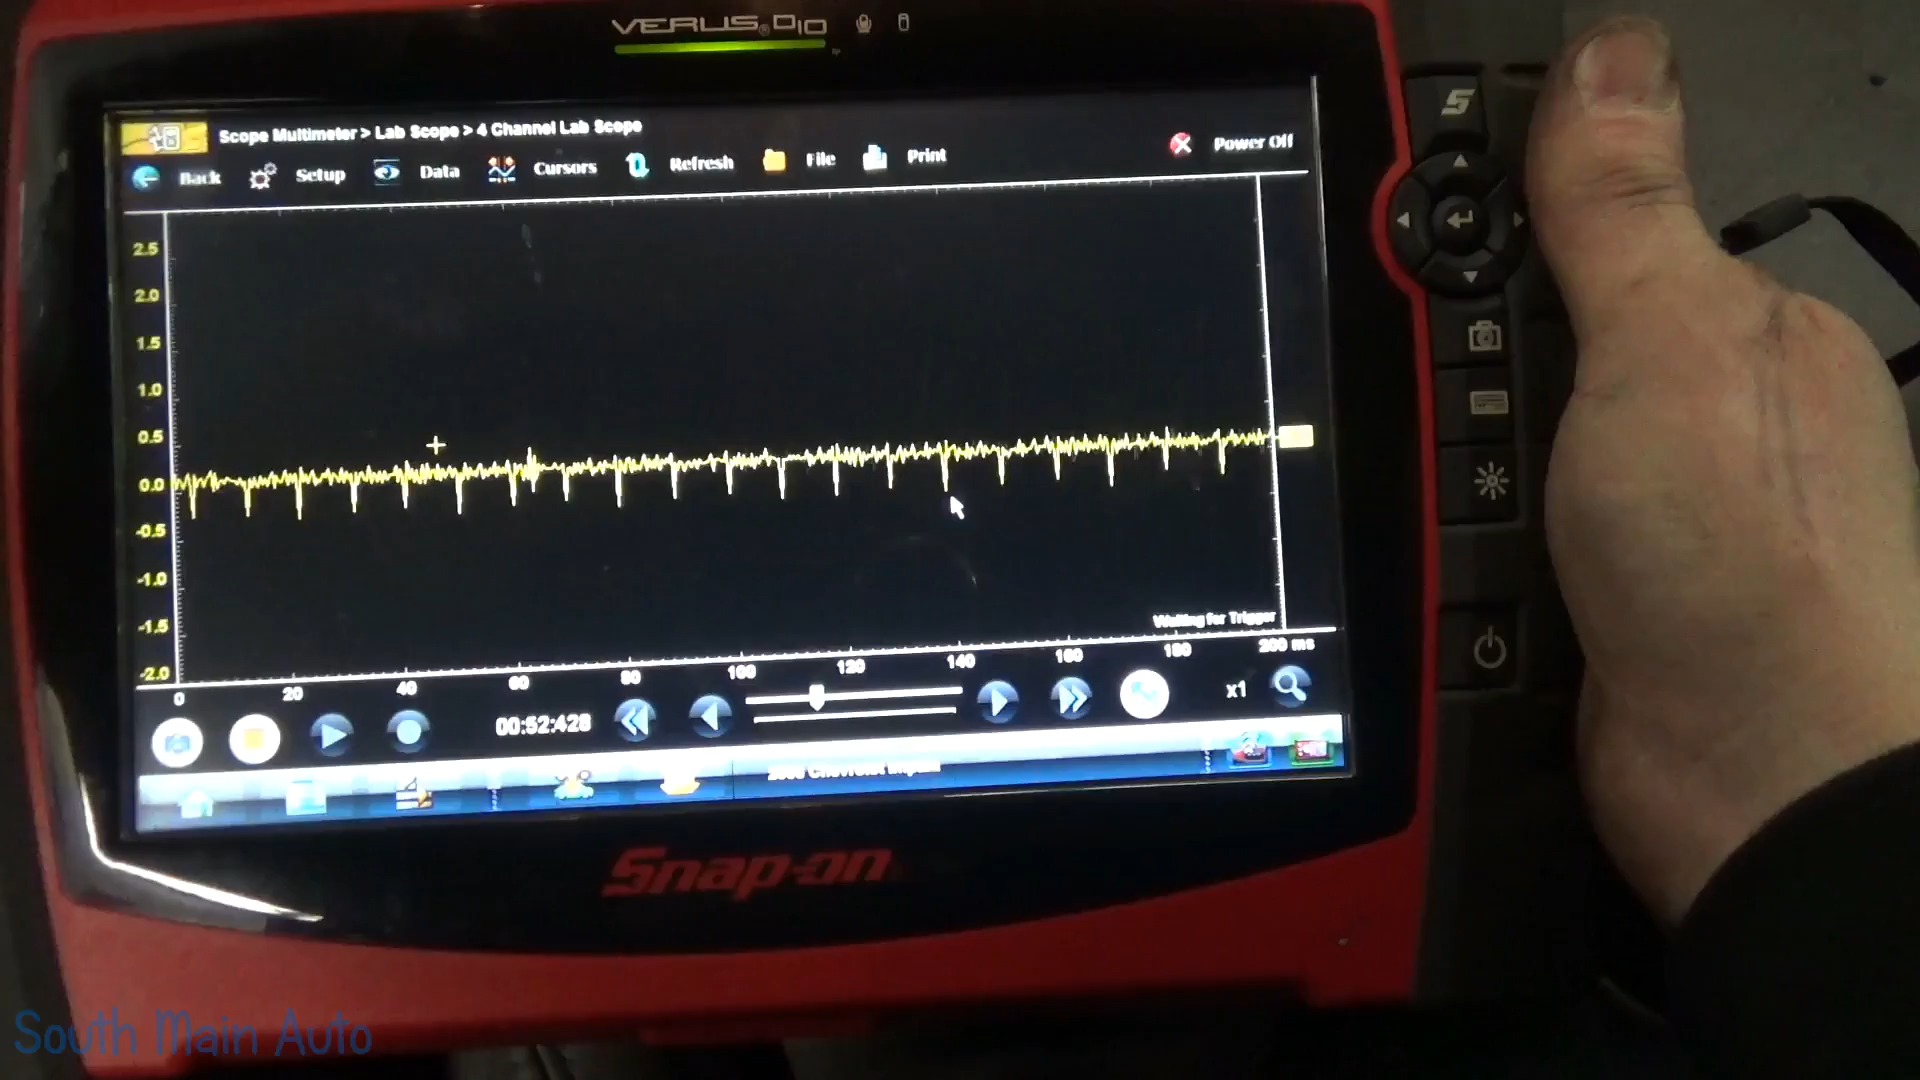 VERUS® D10
Scope Multimeter > Lab Scope > 4 Channel Lab Scope
Back Setup Data Cursors Refresh File Print Power Off
2.5
2.0
1.5
1.0
0.5
0.0
-0.5
-1.0
-1.5
-2.0
Waiting for Trigger
0 20 40 60 80 100 120 140 160 180 200 ms
00:52:428 x1
Chevrolet Impala
Snap-on
South Main Auto